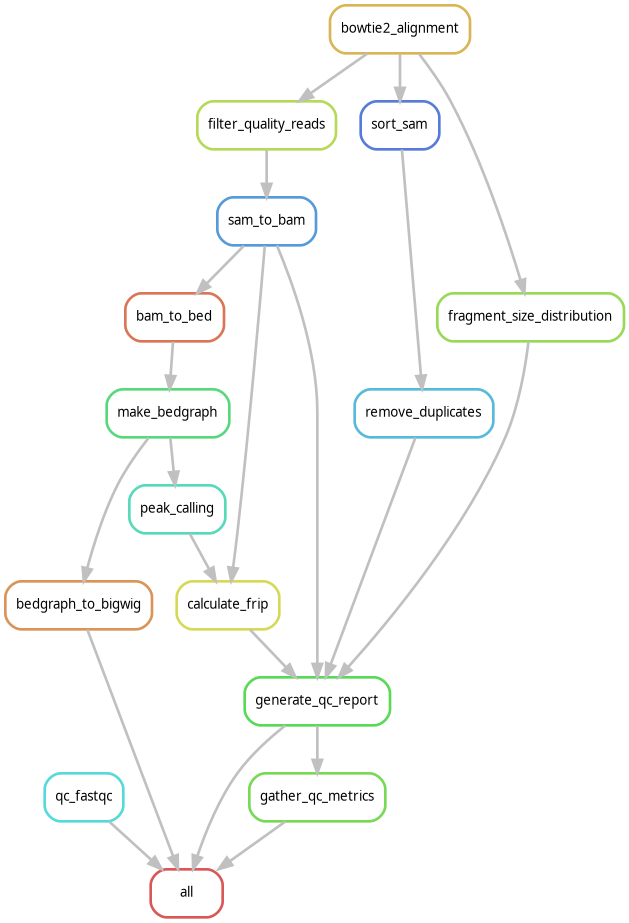 bowtie2_alignment
filter_quality_reads
sort_sam
sam_to_bam
bam_to_bed
fragment_size_distribution
make_bedgraph
remove_duplicates
peak_calling
bedgraph_to_bigwig
calculate_frip
generate_qc_report
qc_fastqc
gather_qc_metrics
all